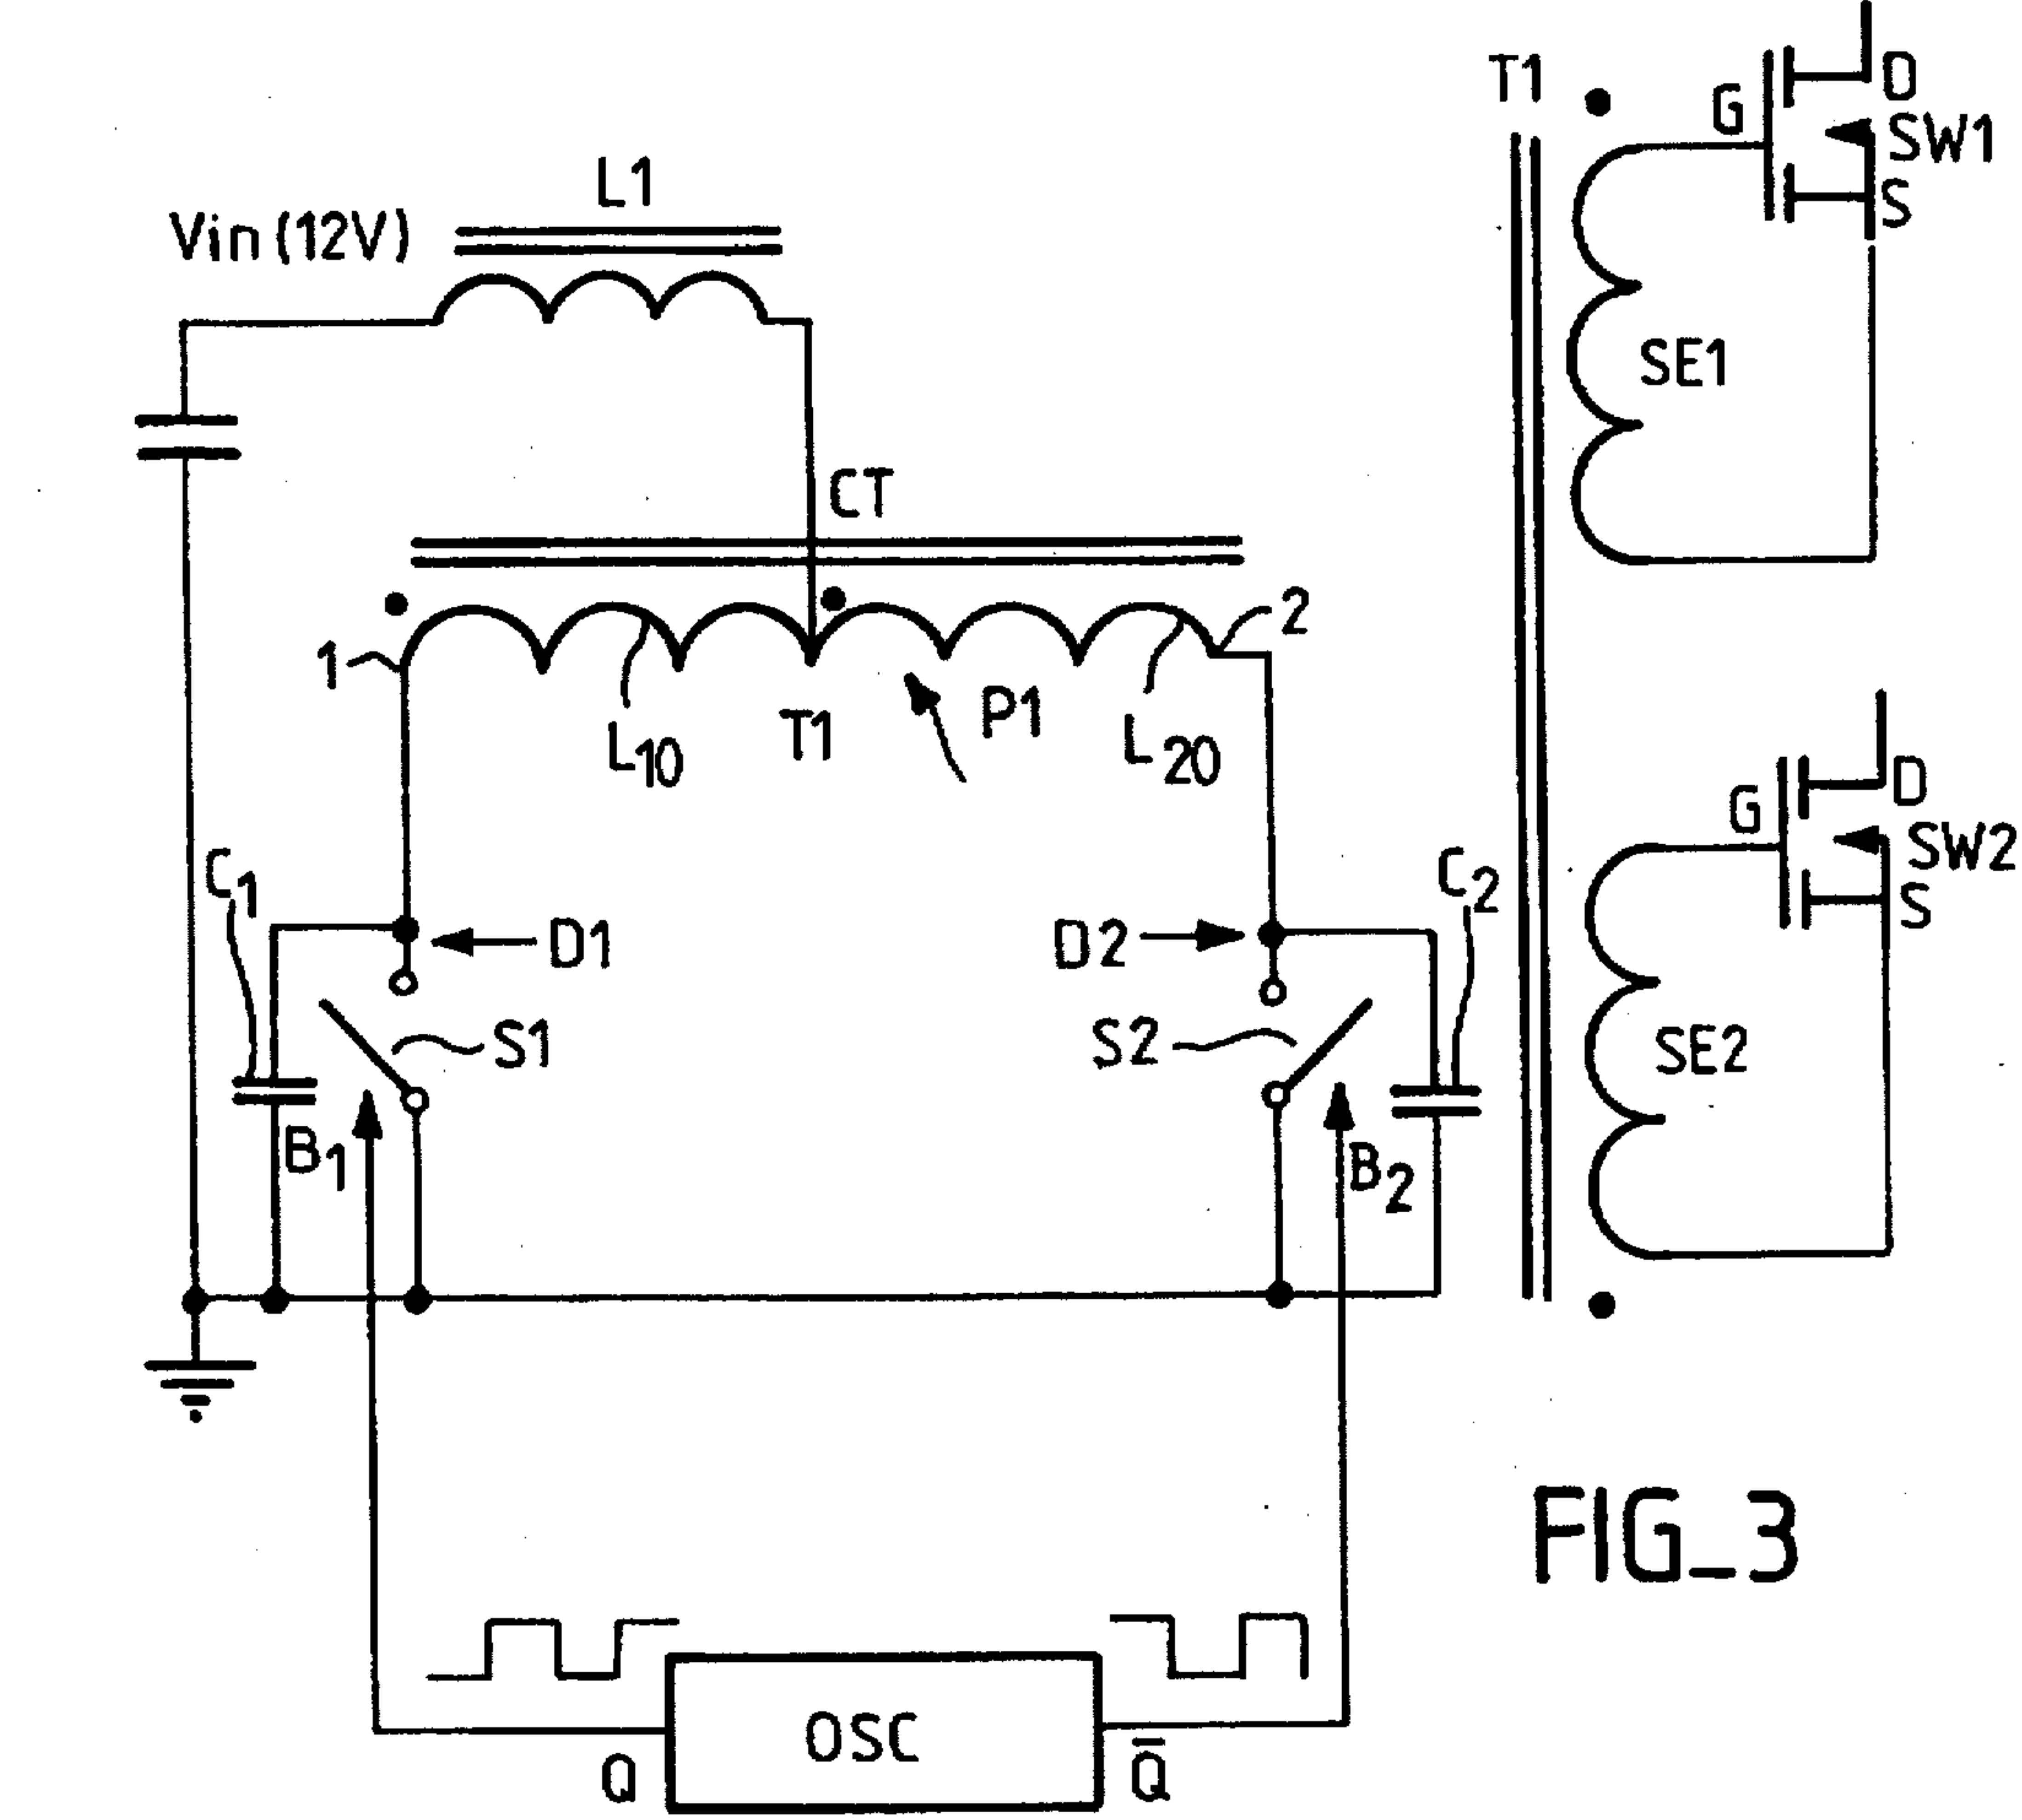 T1
D
G
SW1
S
L1
Vin (12V)
SE1
CT
1
2
L10
T1
P1
L20
D
G
SW2
S
C1
C2
D1
D2
S1
S2
SE2
B1
B2
FIG_3
OSC
Q
Q̅